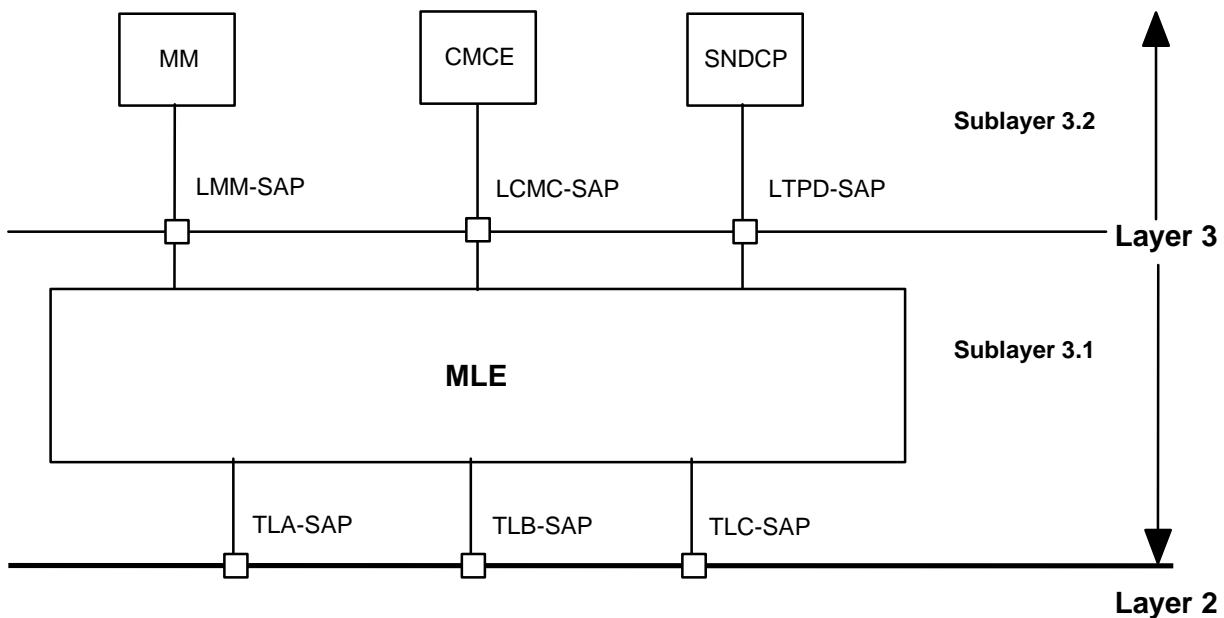 MM
CMCE
SNDCP
Sublayer 3.2
LMM-SAP
LCMC-SAP
LTPD-SAP
Layer 3
Sublayer 3.1
MLE
TLA-SAP
TLB-SAP
TLC-SAP
Layer 2